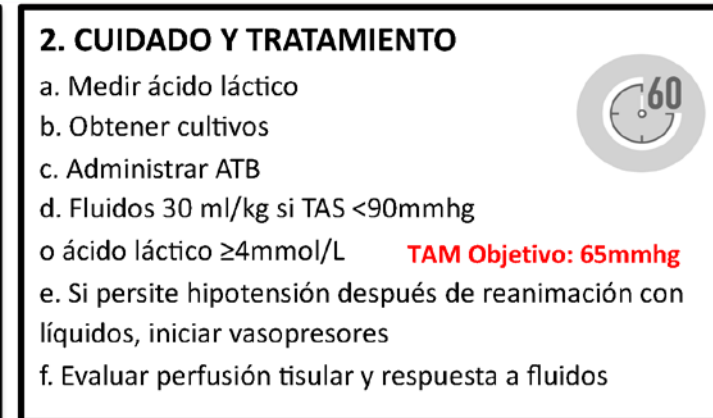 2. CUIDADO Y TRATAMIENTO
60
a. Medir ácido láctico
b. Obtener cultivos
c. Administrar ATB
d. Fluidos 30 ml/kg si TAS <90mmhg
o ácido láctico ≥4mmol/L TAM Objetivo: 65mmhg
e. Si persite hipotensión después de reanimación con
líquidos, iniciar vasopresores
f. Evaluar perfusión tisular y respuesta a fluidos